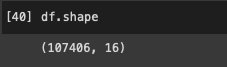 [40] df.shape
(107406, 16)